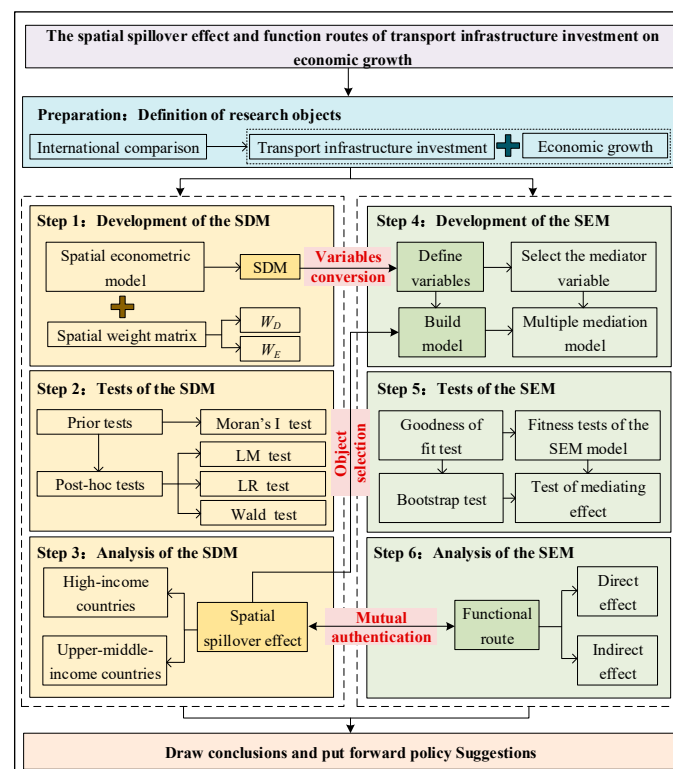 The spatial spillover effect and function routes of transport infrastructure investment on
economic growth
Preparation：Definition of research objects
International comparison
Transport infrastructure investment
Economic growth
Step 1：Development of the SDM
Spatial econometric
model
SDM
Spatial weight matrix
W_D
W_E
Variables
conversion
Step 4：Development of the SEM
Define
variables
Select the mediator
variable
Build
model
Multiple mediation
model
Step 2：Tests of the SDM
Prior tests
Moran's I test
LM test
Post-hoc tests
LR test
Wald test
Object
selection
Step 5：Tests of the SEM
Goodness of
fit test
Fitness tests of the
SEM model
Bootstrap test
Test of mediating
effect
Step 3：Analysis of the SDM
High-income
countries
Spatial
spillover effect
Upper-middle-
income countries
Mutual
authentication
Step 6：Analysis of the SEM
Functional
route
Direct
effect
Indirect
effect
Draw conclusions and put forward policy Suggestions